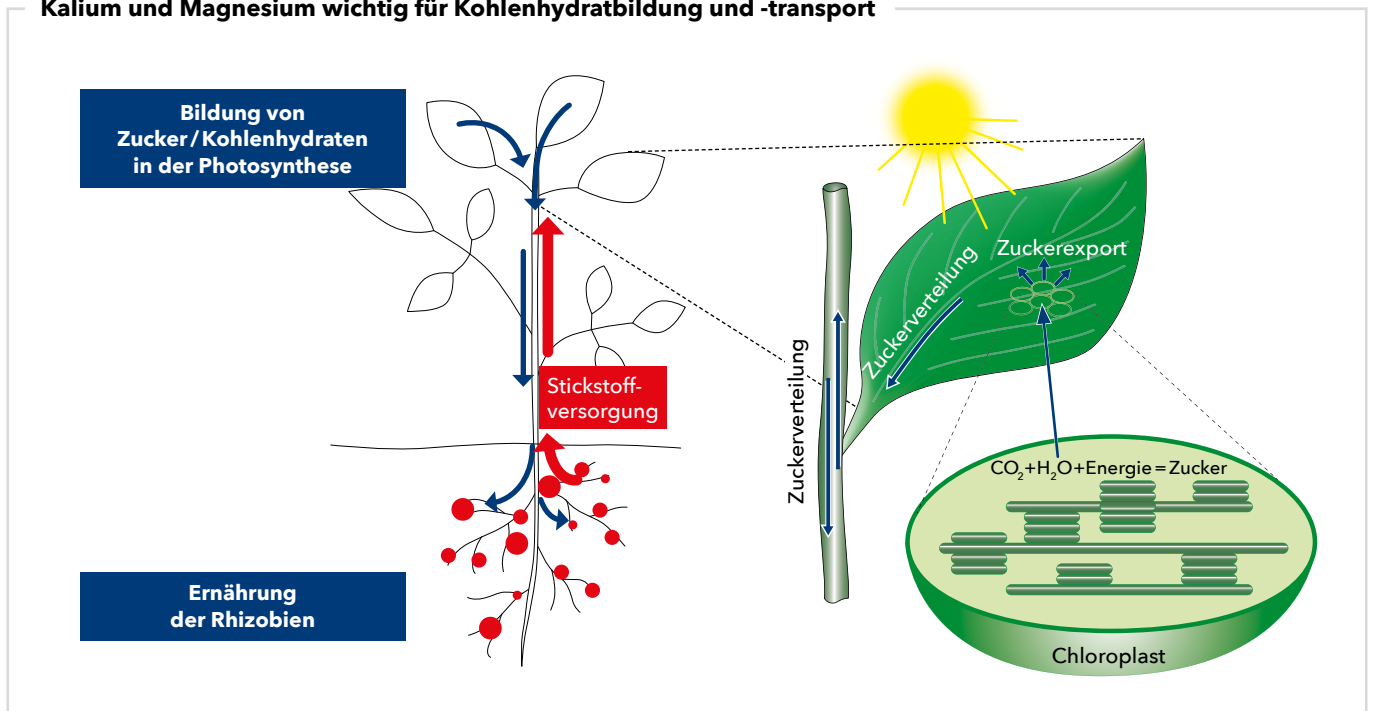 Kalium und Magnesium wichtig für Kohlenhydratbildung und -transport
Bildung von
Zucker / Kohlenhydraten
in der Photosynthese
Stickstoff-
versorgung
Ernährung
der Rhizobien
Zuckerverteilung
Zuckerverteilung
Zuckerexport
CO₂+H₂O+Energie=Zucker
Chloroplast